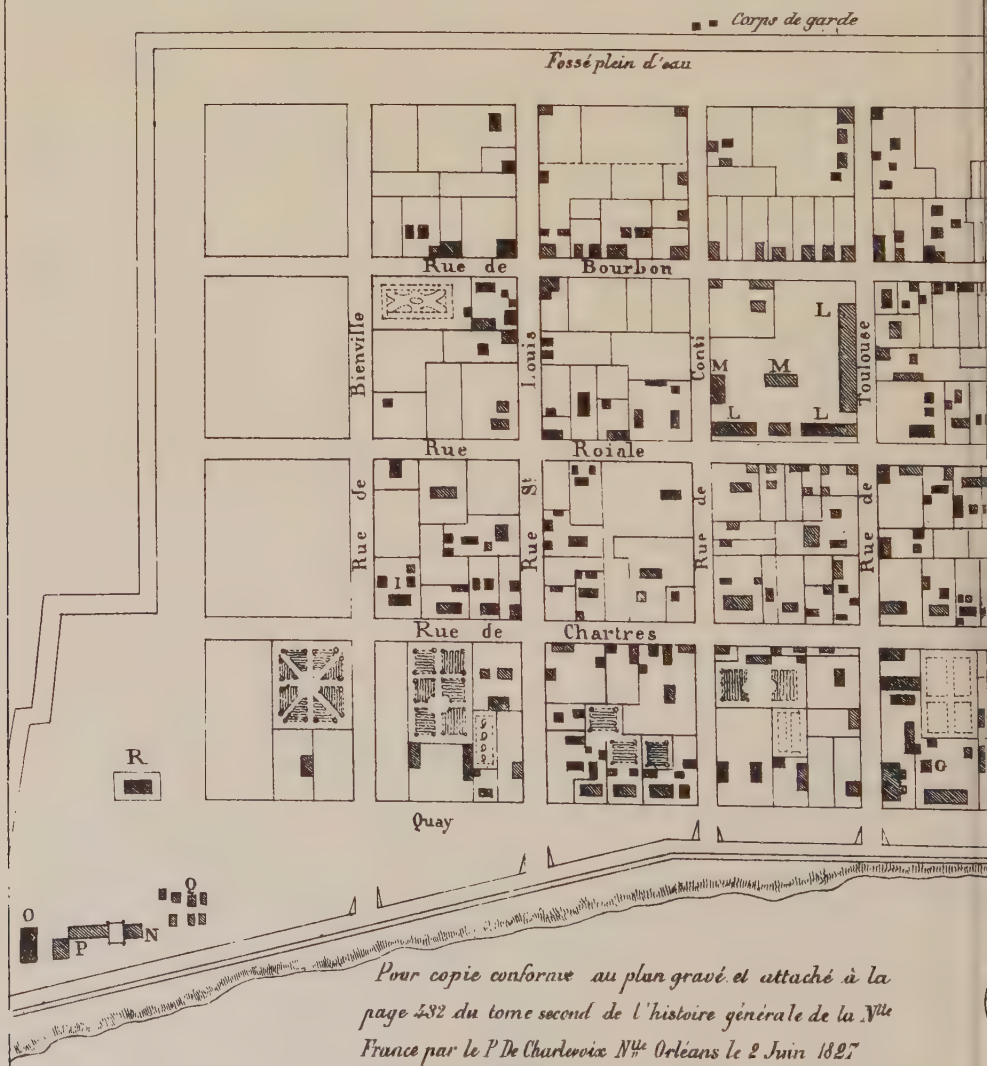 Corps de garde
Fossé plein d'eau
Rue de Bourbon
Bienville
Louis
Conti
Toulouse
L
M M
L L
Rue Roiale
Rue de
Rue St
Rue de
Rue de
I
Rue de Chartres
R
G
Quay
Q
O
P N
Pour copie conforme au plan gravé et attaché à la
page 432 du tome second de l'histoire générale de la Nlle
France par le P De Charlevoix Nlle Orléans le 2 Juin 1827